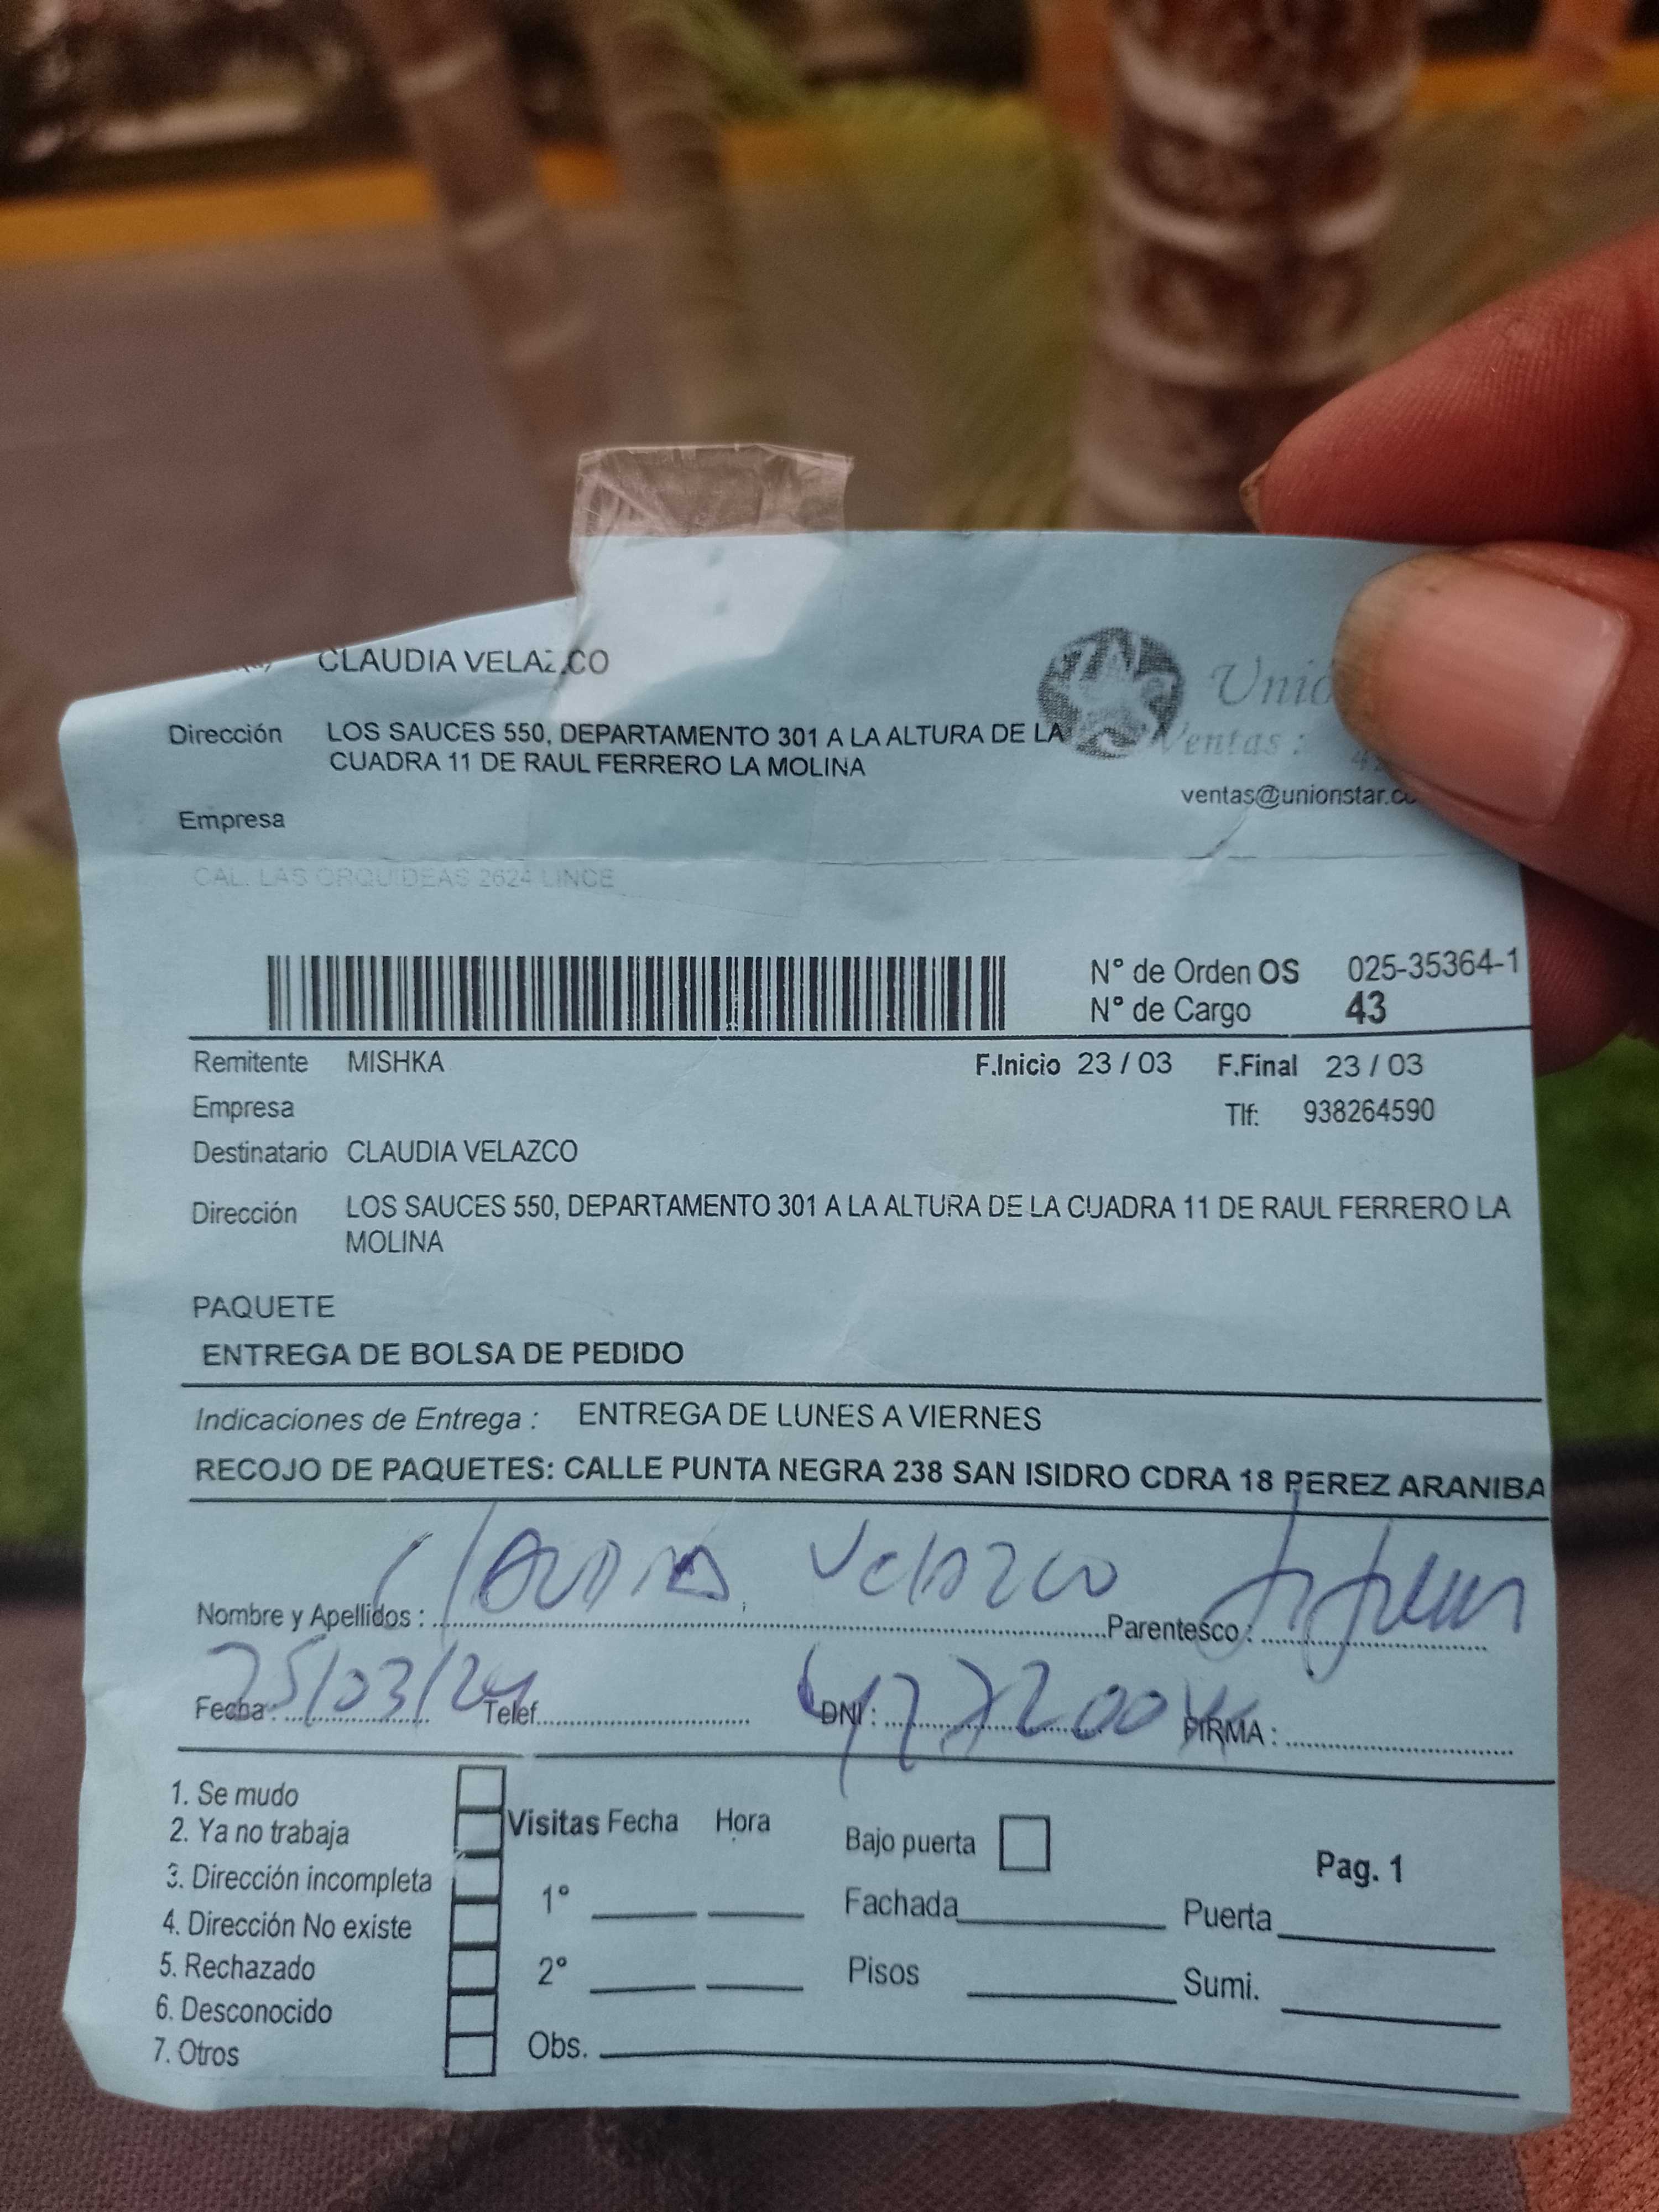 CLAUDIA VELAZCO
Unio
Dirección LOS SAUCES 550, DEPARTAMENTO 301 A LA ALTURA DE LA
CUADRA 11 DE RAUL FERRERO LA MOLINA
Ventas :
ventas@unionstar.co
Empresa
CAL. LAS ORQUIDEAS 2624 LINCE
N° de Orden OS 025-35364-1
N° de Cargo 43
Remitente MISHKA F.Inicio 23 / 03 F.Final 23 / 03
Empresa Tlf: 938264590
Destinatario CLAUDIA VELAZCO
Dirección LOS SAUCES 550, DEPARTAMENTO 301 A LA ALTURA DE LA CUADRA 11 DE RAUL FERRERO LA
MOLINA
PAQUETE
ENTREGA DE BOLSA DE PEDIDO
Indicaciones de Entrega : ENTREGA DE LUNES A VIERNES
RECOJO DE PAQUETES: CALLE PUNTA NEGRA 238 SAN ISIDRO CDRA 18 PEREZ ARANIBA
Nombre y Apellidos : Claudia Velazco Parentesco :
Fecha : 25/03/24 Telef. DNI : FIRMA :
1. Se mudo
2. Ya no trabaja
3. Dirección incompleta
4. Dirección No existe
5. Rechazado
6. Desconocido
7. Otros
Visitas Fecha Hora
1°
2°
Obs.
Bajo puerta
Fachada
Pisos
Pag. 1
Puerta
Sumi.